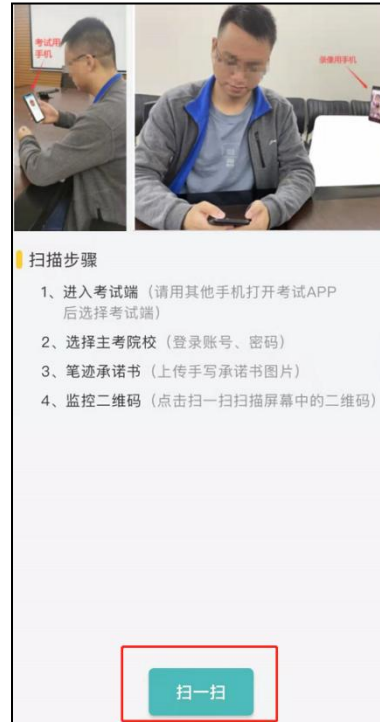 考试用
手机
录像用手机
扫描步骤
1、进入考试端（请用其他手机打开考试APP
后选择考试端）
2、选择主考院校（登录账号、密码）
3、笔迹承诺书（上传手写承诺书图片）
4、监控二维码（点击扫一扫扫描屏幕中的二维码）
扫一扫